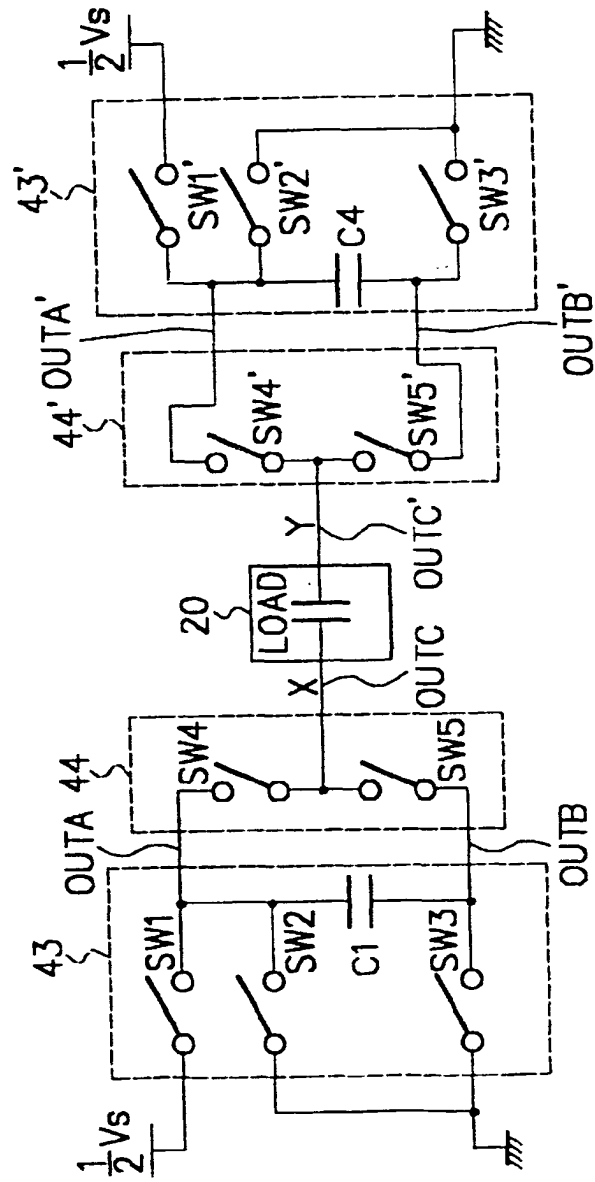 1/2 Vs
43
SW1
SW2
C1
SW3
OUTA
OUTB
44
SW4
SW5
X
OUTC
20
LOAD
Y
OUTC'
44'
SW4'
SW5'
OUTA'
OUTB'
43'
SW1'
SW2'
C4
SW3'
1/2 Vs